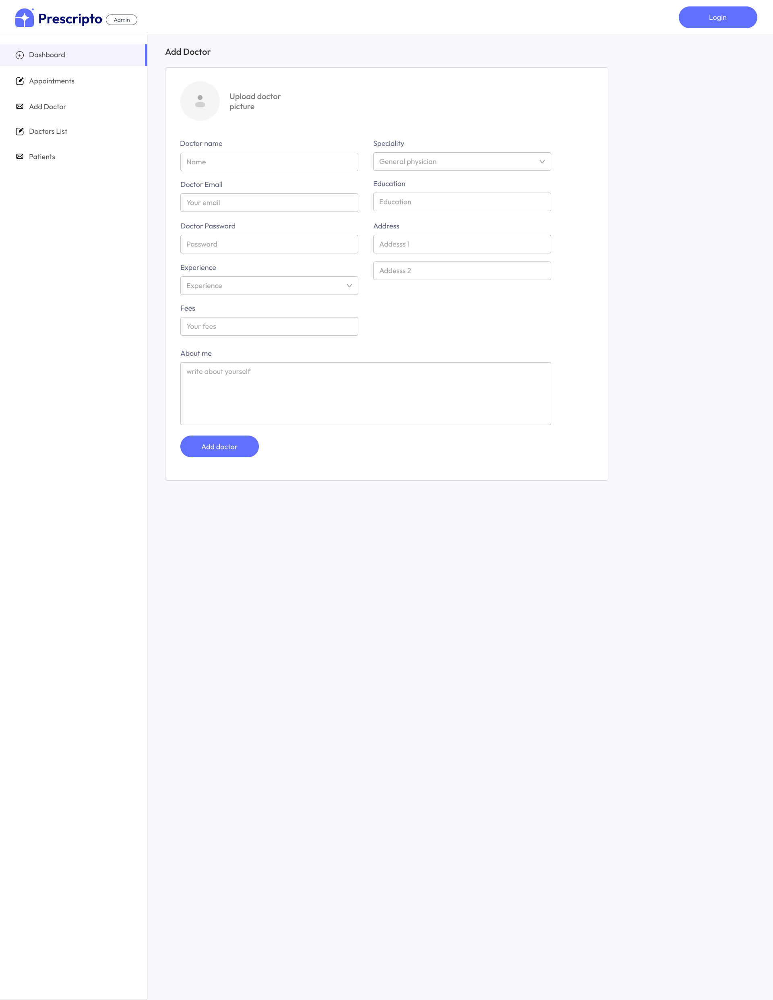 Prescripto
Admin
Login
Dashboard
Appointments
Add Doctor
Doctors List
Patients
Add Doctor
Upload doctor
picture
Doctor name
Name
Speciality
General physician
Doctor Email
Your email
Education
Education
Doctor Password
Password
Address
Addesss 1
Addesss 2
Experience
Experience
Fees
Your fees
About me
write about yourself
Add doctor